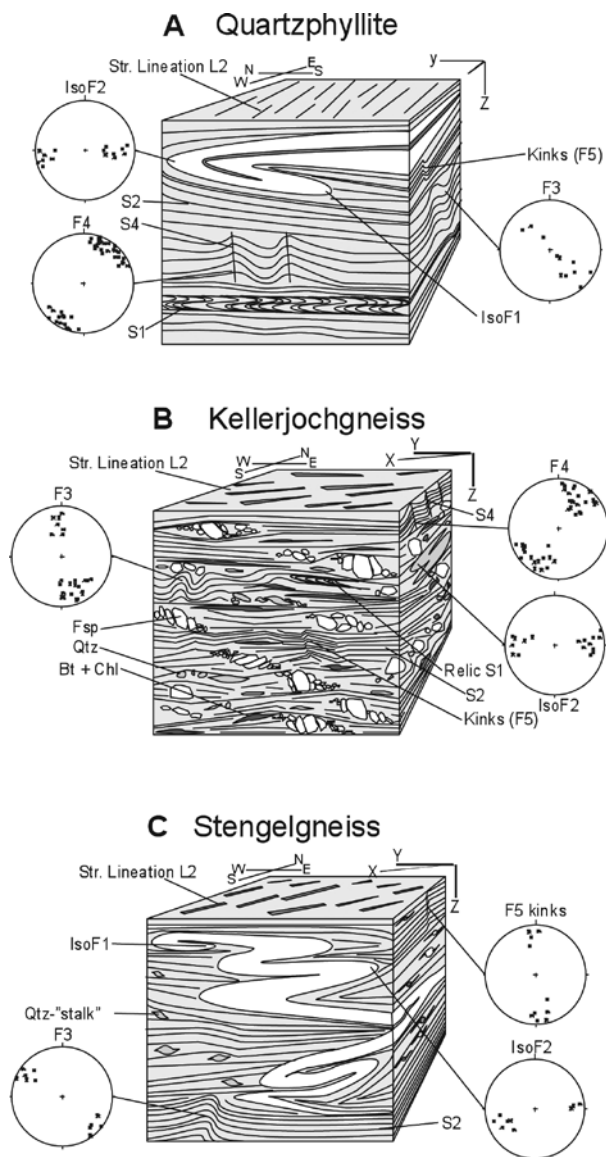 A Quartzphyllite
IsoF2
Str. Lineation L2
N
E
W
S
y
Z
Kinks (F5)
S2
F3
S4
F4
S1
IsoF1
B Kellerjochgneiss
Str. Lineation L2
W
N
S
E
Y
X
Z
F4
F3
S4
Fsp
Qtz
Bt + Chl
Relic S1
S2
IsoF2
Kinks (F5)
C Stengelgneiss
Str. Lineation L2
W
N
S
E
Y
X
Z
F5 kinks
IsoF1
Qtz-"stalk"
F3
IsoF2
S2